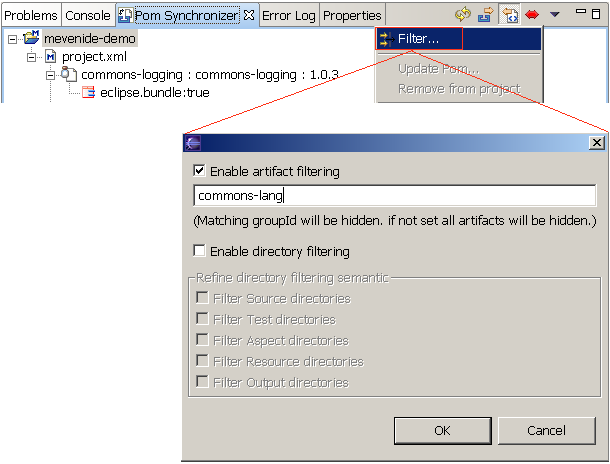 Problems Console Pom Synchronizer Error Log Properties
mevenide-demo
project.xml
commons-logging : commons-logging : 1.0.3
eclipse.bundle:true
Filter...
Update Pom...
Remove from project
Enable artifact filtering
commons-lang
(Matching groupId will be hidden. if not set all artifacts will be hidden.)
Enable directory filtering
Refine directory filtering semantic
Filter Source directories
Filter Test directories
Filter Aspect directories
Filter Resource directories
Filter Output directories
OK Cancel